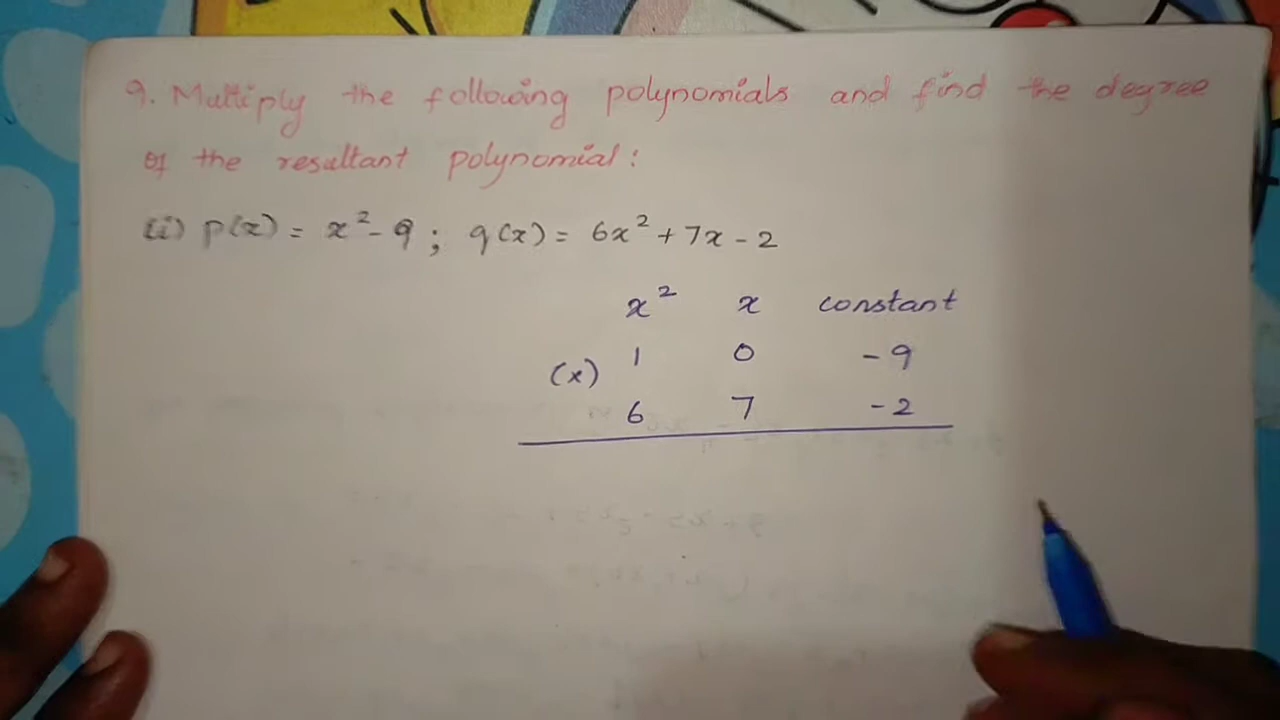 9. Multiply the following polynomials and find the degree
of the resultant polynomial:
(i) p(x) = x² - 9 ; q(x) = 6x² + 7x - 2
x² x constant
(x) 1 0 -9
6 7 -2